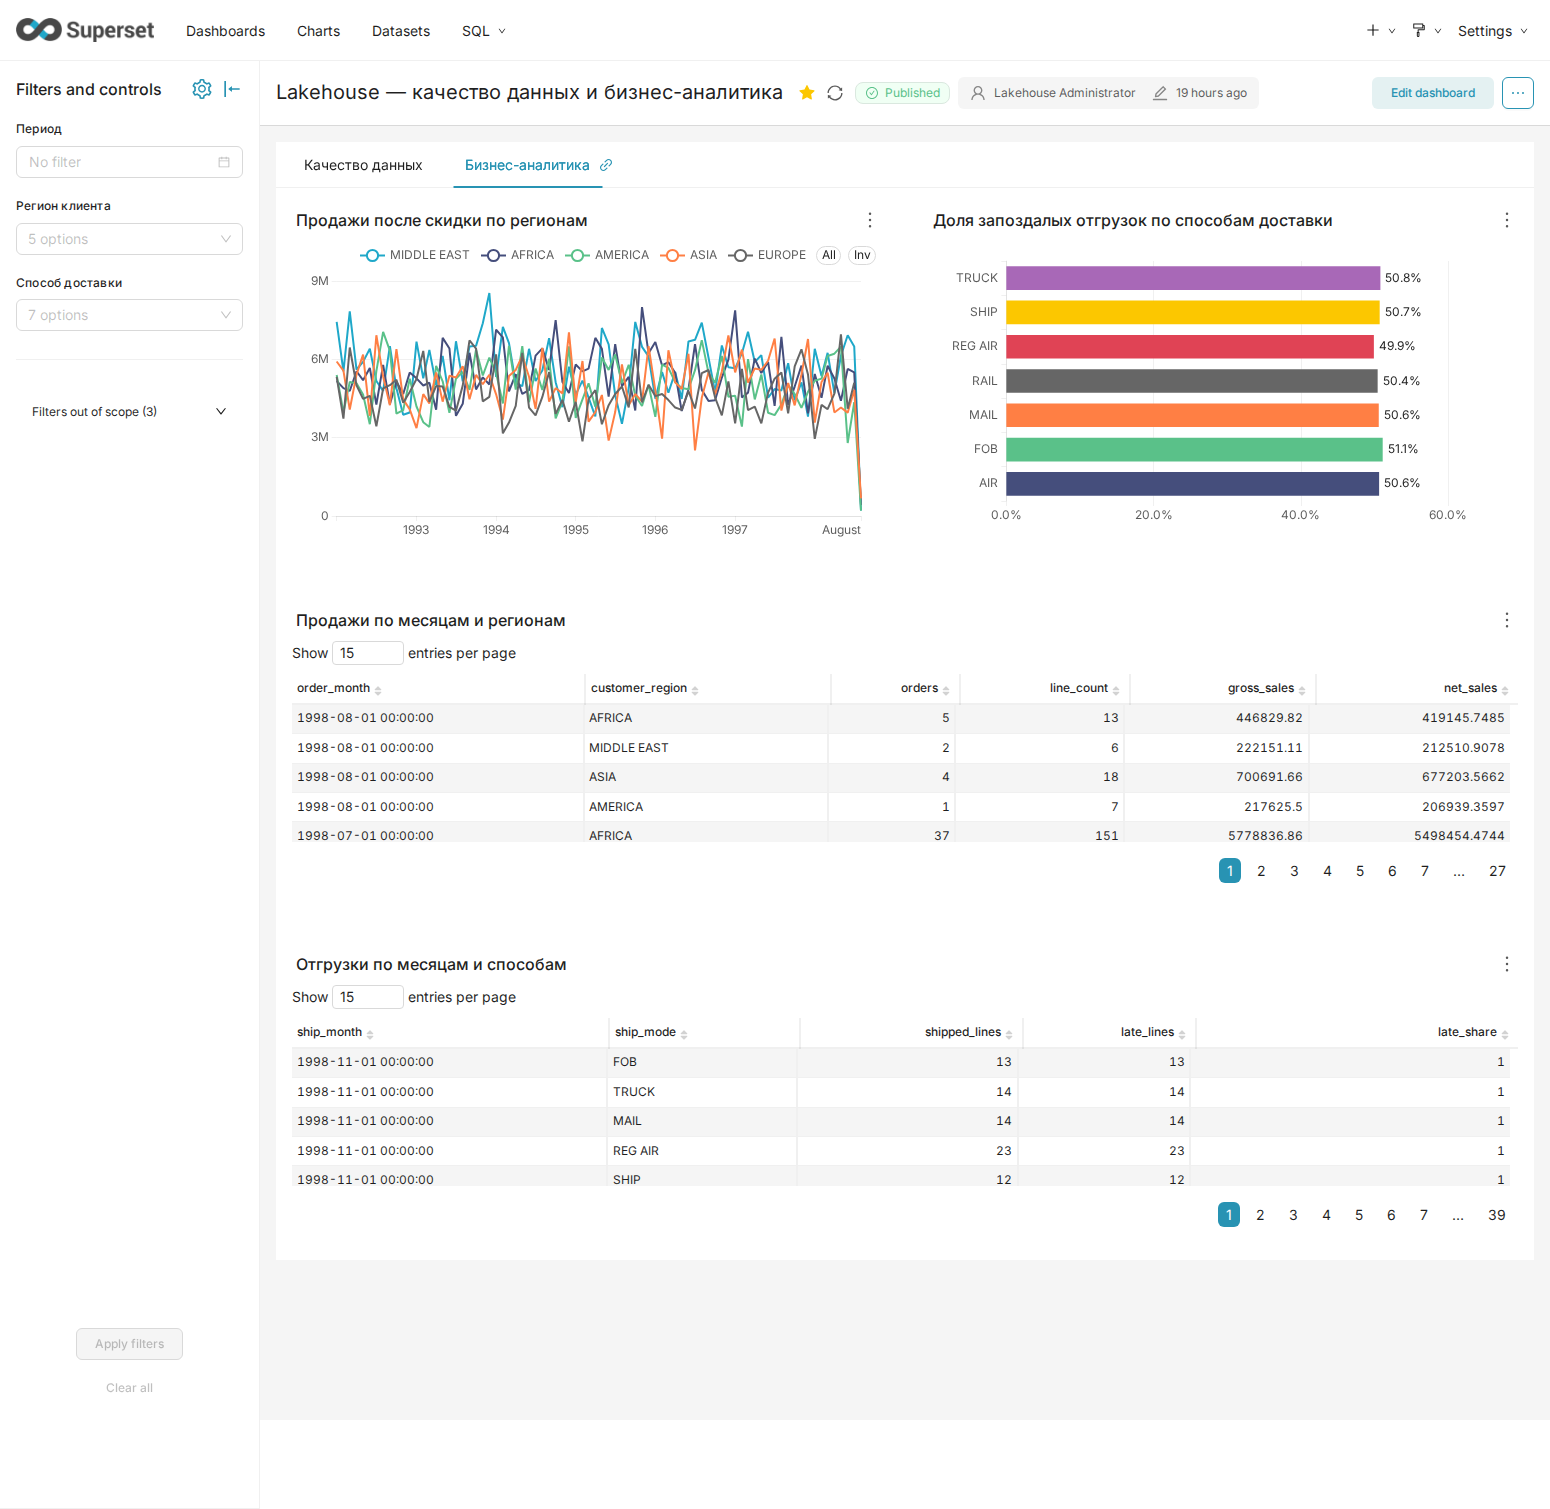 Superset
Dashboards
Charts
Datasets
SQL
Settings
Filters and controls
Период
No filter
Регион клиента
5 options
Способ доставки
7 options
Filters out of scope (3)
Apply filters
Clear all
Lakehouse — качество данных и бизнес-аналитика
Published
Lakehouse Administrator
19 hours ago
Edit dashboard
Качество данных
Бизнес-аналитика
Продажи после скидки по регионам
MIDDLE EAST
AFRICA
AMERICA
ASIA
EUROPE
All
Inv
9M
6M
3M
0
1993
1994
1995
1996
1997
August
Доля запоздалых отгрузок по способам доставки
TRUCK 50.8%
SHIP 50.7%
REG AIR 49.9%
RAIL 50.4%
MAIL 50.6%
FOB 51.1%
AIR 50.6%
0.0% 20.0% 40.0% 60.0%
Продажи по месяцам и регионам
Show 15 entries per page
order_month customer_region orders line_count gross_sales net_sales
1998-08-01 00:00:00 AFRICA 5 13 446829.82 419145.7485
1998-08-01 00:00:00 MIDDLE EAST 2 6 222151.11 212510.9078
1998-08-01 00:00:00 ASIA 4 18 700691.66 677203.5662
1998-08-01 00:00:00 AMERICA 1 7 217625.5 206939.3597
1998-07-01 00:00:00 AFRICA 37 151 5778836.86 5498454.4744
1 2 3 4 5 6 7 ... 27
Отгрузки по месяцам и способам
Show 15 entries per page
ship_month ship_mode shipped_lines late_lines late_share
1998-11-01 00:00:00 FOB 13 13 1
1998-11-01 00:00:00 TRUCK 14 14 1
1998-11-01 00:00:00 MAIL 14 14 1
1998-11-01 00:00:00 REG AIR 23 23 1
1998-11-01 00:00:00 SHIP 12 12 1
1 2 3 4 5 6 7 ... 39